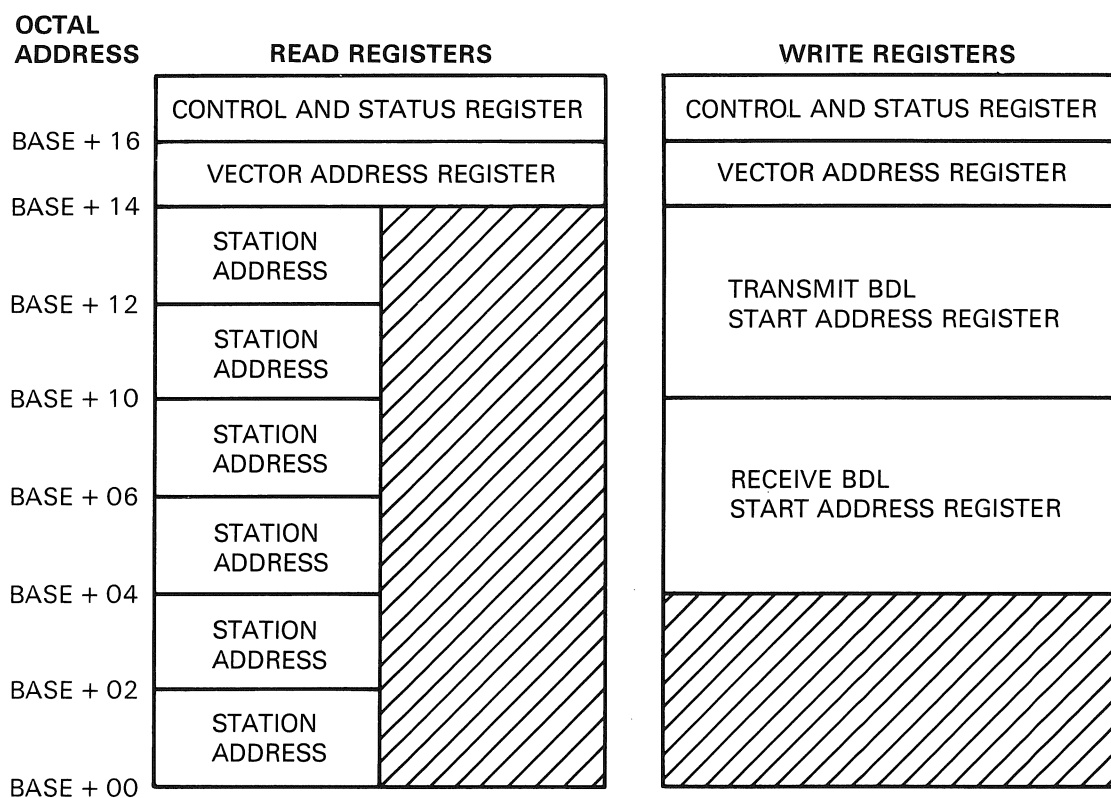 OCTAL
ADDRESS
READ REGISTERS
WRITE REGISTERS
CONTROL AND STATUS REGISTER
CONTROL AND STATUS REGISTER
BASE + 16
VECTOR ADDRESS REGISTER
VECTOR ADDRESS REGISTER
BASE + 14
STATION
ADDRESS
TRANSMIT BDL
START ADDRESS REGISTER
BASE + 12
STATION
ADDRESS
BASE + 10
STATION
ADDRESS
RECEIVE BDL
START ADDRESS REGISTER
BASE + 06
STATION
ADDRESS
BASE + 04
STATION
ADDRESS
BASE + 02
STATION
ADDRESS
BASE + 00